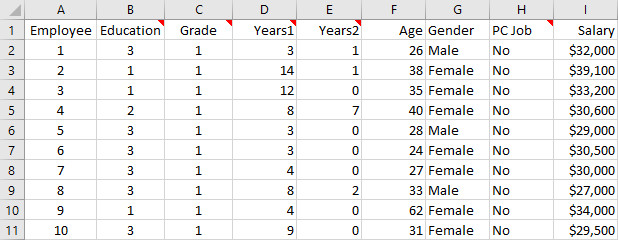 A B C D E F G H I
1 Employee Education Grade Years1 Years2 Age Gender PC Job Salary
2 1 3 1 3 1 26 Male No $32,000
3 2 1 1 14 1 38 Female No $39,100
4 3 1 1 12 0 35 Female No $33,200
5 4 2 1 8 7 40 Female No $30,600
6 5 3 1 3 0 28 Male No $29,000
7 6 3 1 3 0 24 Female No $30,500
8 7 3 1 4 0 27 Female No $30,000
9 8 3 1 8 2 33 Male No $27,000
10 9 1 1 4 0 62 Female No $34,000
11 10 3 1 9 0 31 Female No $29,500